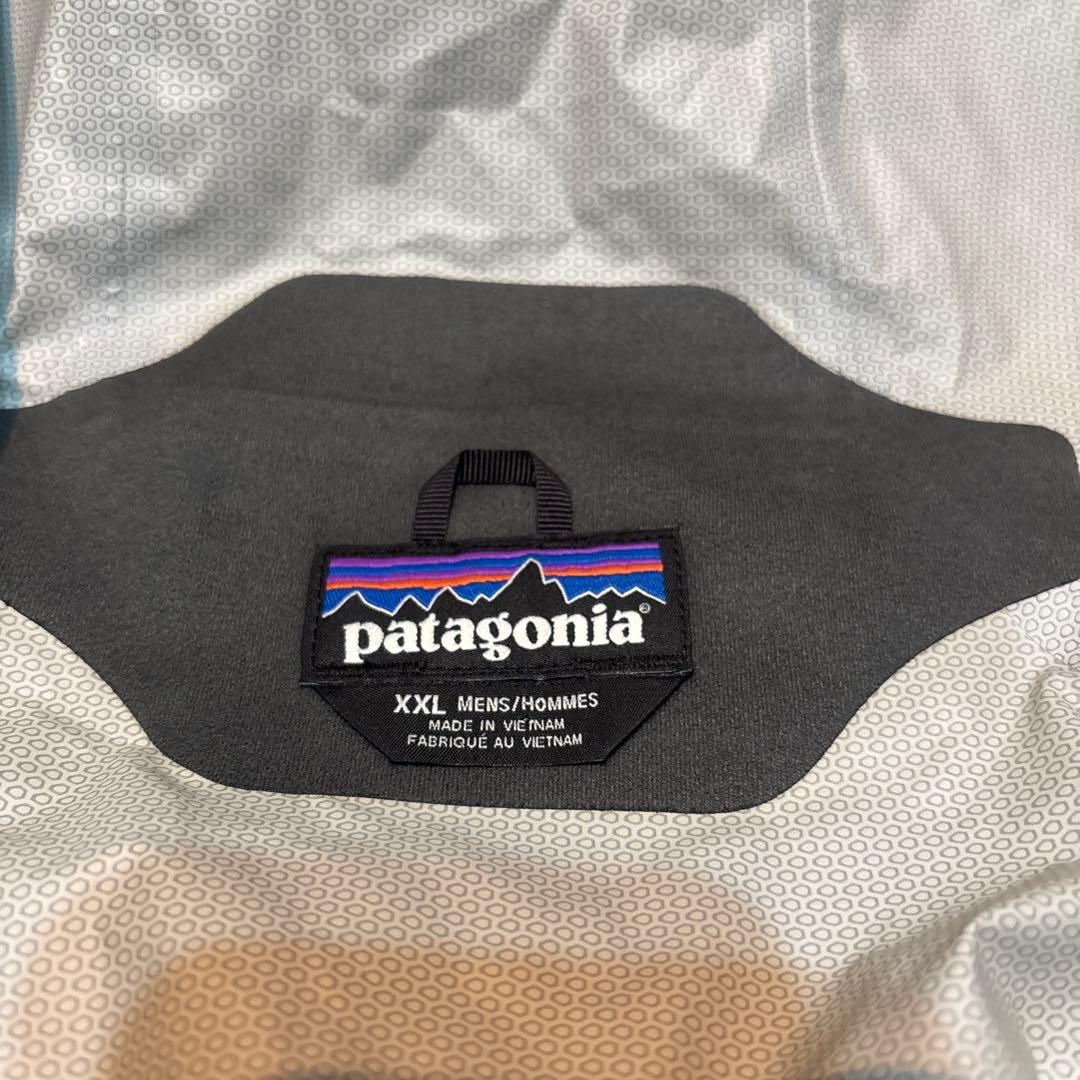 patagonia®
XXL MENS/HOMMES
MADE IN VIETNAM
FABRIQUÉ AU VIETNAM